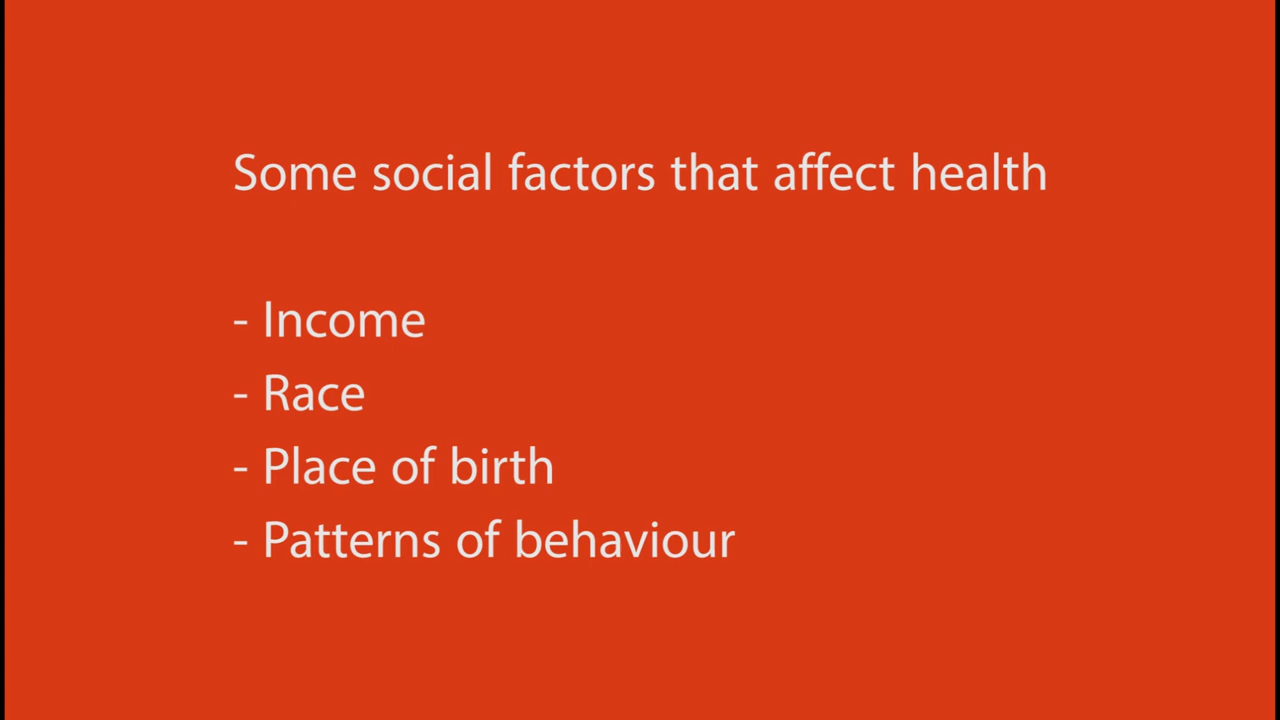 Some social factors that affect health
- Income
- Race
- Place of birth
- Patterns of behaviour